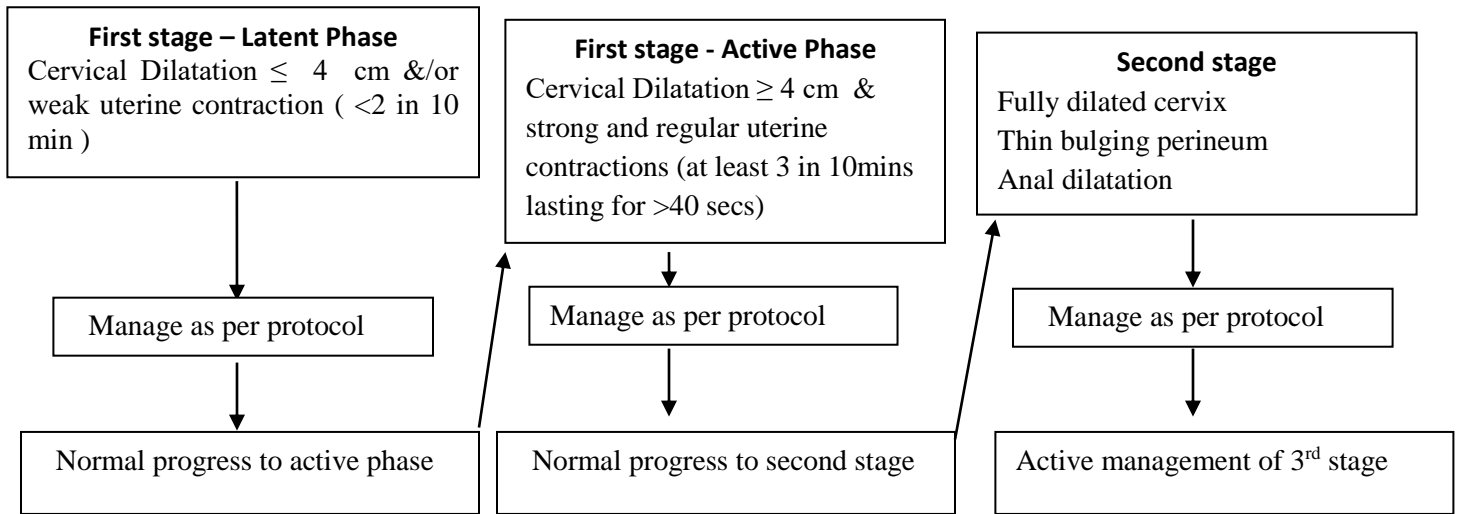 First stage – Latent Phase
Cervical Dilatation ≤ 4 cm &/or
weak uterine contraction ( <2 in 10
min )
Manage as per protocol
Normal progress to active phase
First stage - Active Phase
Cervical Dilatation ≥ 4 cm &
strong and regular uterine
contractions (at least 3 in 10mins
lasting for >40 secs)
Manage as per protocol
Normal progress to second stage
Second stage
Fully dilated cervix
Thin bulging perineum
Anal dilatation
Manage as per protocol
Active management of 3rd stage